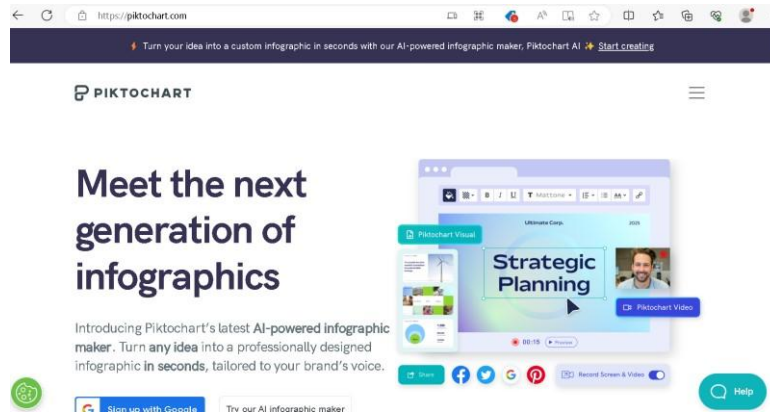 https://piktochart.com
Turn your idea into a custom infographic in seconds with our AI-powered infographic maker, Piktochart AI Start creating
PIKTOCHART
Meet the next
generation of
infographics
Introducing Piktochart's latest AI-powered infographic
maker. Turn any idea into a professionally designed
infographic in seconds, tailored to your brand's voice.
Sign up with Google
Try our AI infographic maker
B I U T Mattone
Ultimate Corp. 2025
Piktochart Visual
Strategic
Planning
Piktochart Video
00:15 Preview
Share
Record Screen & Video
Help